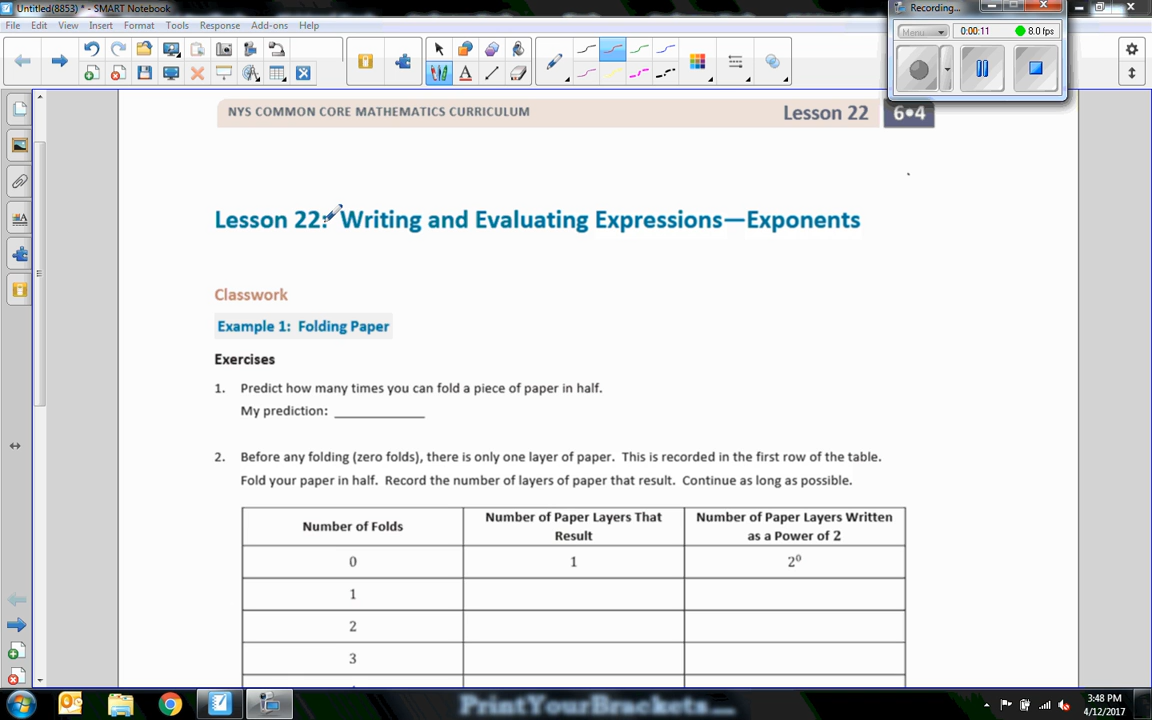 Untitled(8853) * - SMART Notebook
File Edit View Insert Format Tools Response Add-ons Help
Recording...
Menu 0:00:11 8.0 fps
NYS COMMON CORE MATHEMATICS CURRICULUM Lesson 22 6•4
Lesson 22: Writing and Evaluating Expressions—Exponents
Classwork
Example 1: Folding Paper
Exercises
1. Predict how many times you can fold a piece of paper in half.
My prediction: _____________
2. Before any folding (zero folds), there is only one layer of paper. This is recorded in the first row of the table.
Fold your paper in half. Record the number of layers of paper that result. Continue as long as possible.
Number of Folds Number of Paper Layers That Result Number of Paper Layers Written as a Power of 2
0 1 2⁰
1
2
3
PrintYourBrackets
3:48 PM
4/12/2017